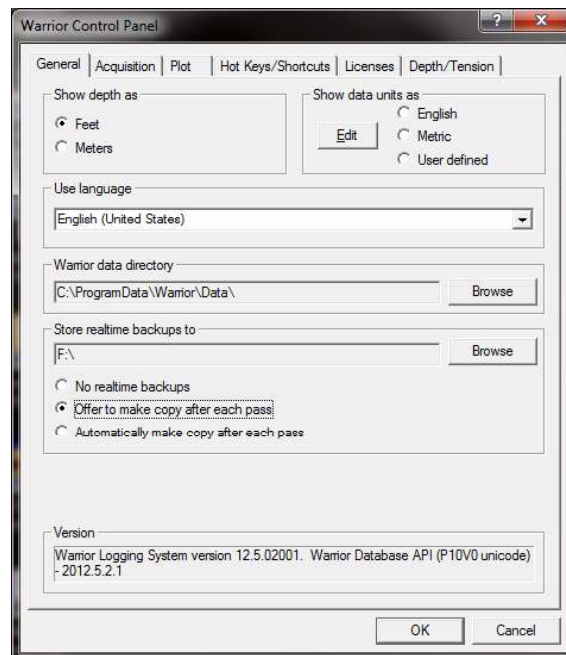 Warrior Control Panel
General Acquisition Plot Hot Keys/Shortcuts Licenses Depth/Tension
Show depth as
Feet
Meters
Show data units as
Edit
English
Metric
User defined
Use language
English (United States)
Warrior data directory
C:\ProgramData\Warrior\Data\
Browse
Store realtime backups to
F:\
Browse
No realtime backups
Offer to make copy after each pass
Automatically make copy after each pass
Version
Warrior Logging System version 12.5.02001. Warrior Database API (P10V0 unicode)
- 2012.5.2.1
OK Cancel